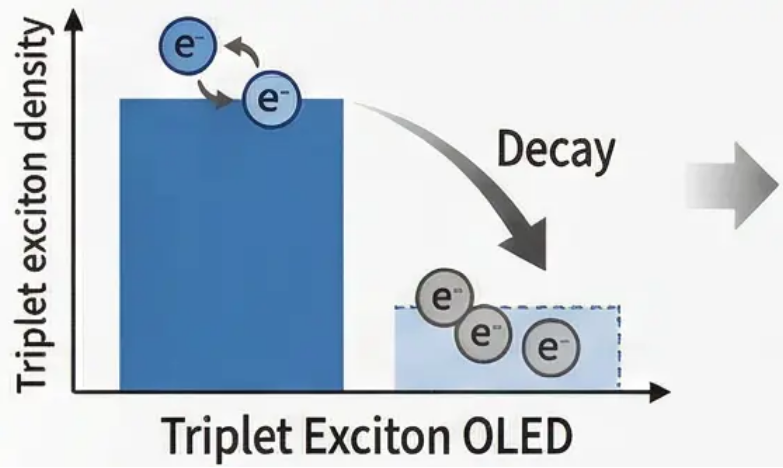 Triplet exciton density
e⁻
e⁻
Decay
e⁻
e⁻
e⁻
Triplet Exciton OLED